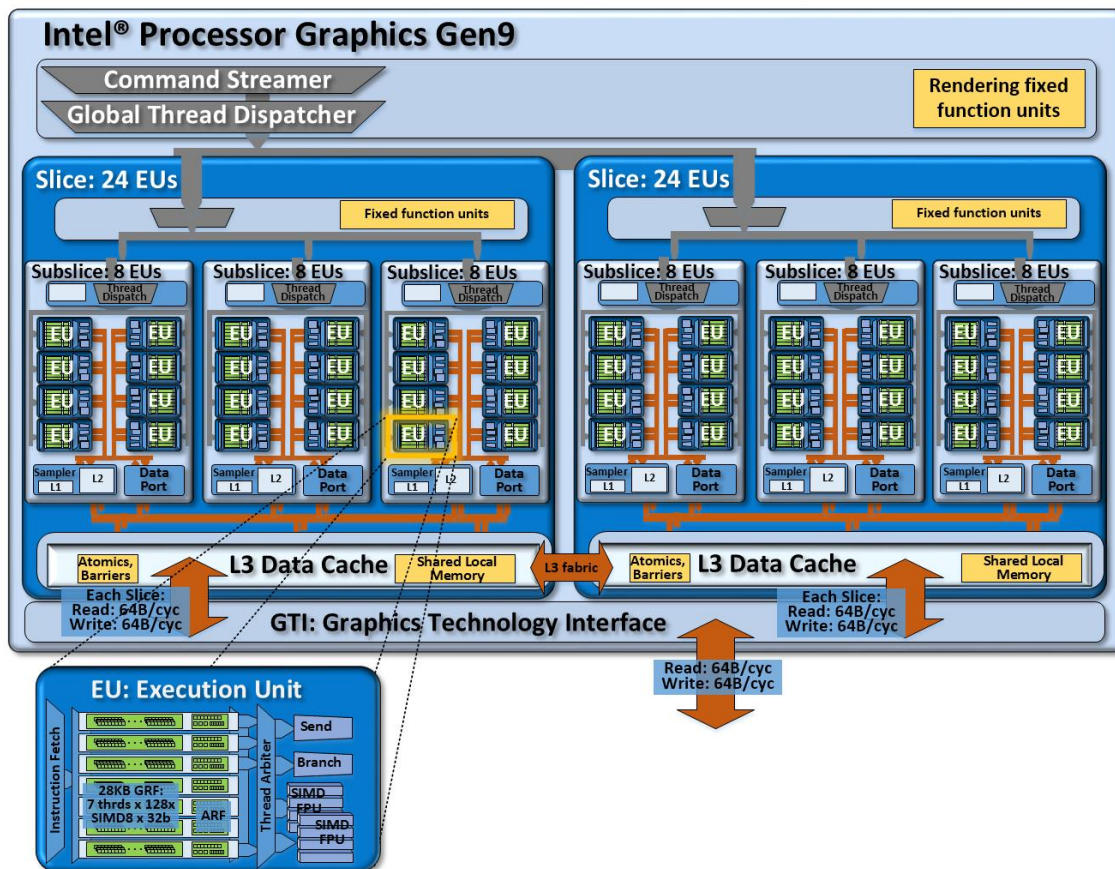 Intel® Processor Graphics Gen9
Command Streamer
Global Thread Dispatcher
Rendering fixed
function units
Slice: 24 EUs
Fixed function units
Subslice: 8 EUs
Thread
Dispatch
EU EU
EU EU
EU EU
EU EU
Sampler
L1
L2
Data
Port
Subslice: 8 EUs
Thread
Dispatch
EU EU
EU EU
EU EU
EU EU
Sampler
L1
L2
Data
Port
Subslice: 8 EUs
Thread
Dispatch
EU EU
EU EU
EU EU
EU EU
Sampler
L1
L2
Data
Port
Atomics,
Barriers
L3 Data Cache
Shared Local
Memory
Each Slice:
Read: 64B/cyc
Write: 64B/cyc
L3 fabric
Slice: 24 EUs
Fixed function units
Subslice: 8 EUs
Thread
Dispatch
EU EU
EU EU
EU EU
EU EU
Sampler
L1
L2
Data
Port
Subslice: 8 EUs
Thread
Dispatch
EU EU
EU EU
EU EU
EU EU
Sampler
L1
L2
Data
Port
Subslice: 8 EUs
Thread
Dispatch
EU EU
EU EU
EU EU
EU EU
Sampler
L1
L2
Data
Port
Atomics,
Barriers
L3 Data Cache
Shared Local
Memory
Each Slice:
Read: 64B/cyc
Write: 64B/cyc
GTI: Graphics Technology Interface
Read: 64B/cyc
Write: 64B/cyc
EU: Execution Unit
Instruction Fetch
28KB GRF:
7 thrds x 128x
SIMD8 x 32b
ARF
Thread Arbiter
Send
Branch
SIMD
FPU
SIMD
FPU